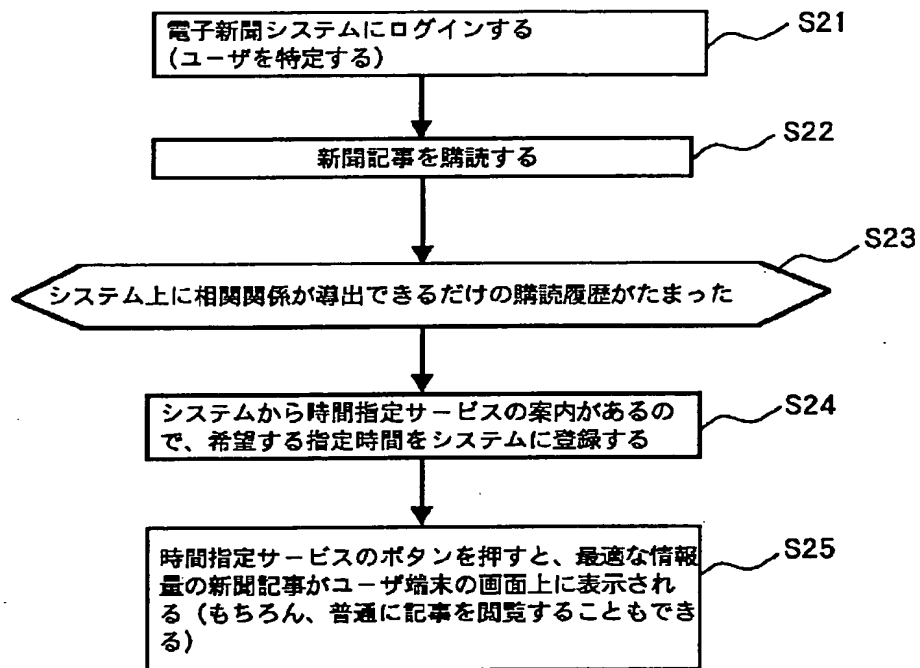 電子新聞システムにログインする
(ユーザを特定する)
S21
新聞記事を購読する
S22
システム上に相関関係が導出できるだけの購読履歴がたまった
S23
システムから時間指定サービスの案内があるの
で、希望する指定時間をシステムに登録する
S24
時間指定サービスのボタンを押すと、最適な情報
量の新聞記事がユーザ端末の画面上に表示され
る(もちろん、普通に記事を閲覧することもでき
る)
S25